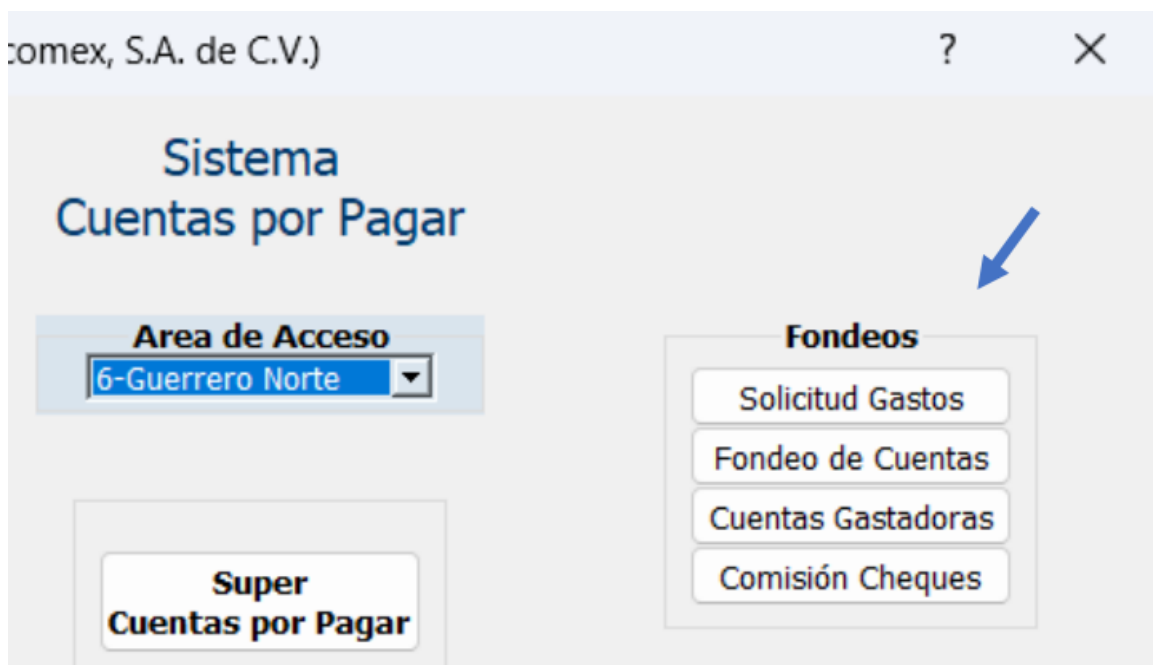 comex, S.A. de C.V.)
?
Sistema
Cuentas por Pagar
Area de Acceso
6-Guerrero Norte
Fondeos
Solicitud Gastos
Fondeo de Cuentas
Cuentas Gastadoras
Comisión Cheques
Super
Cuentas por Pagar